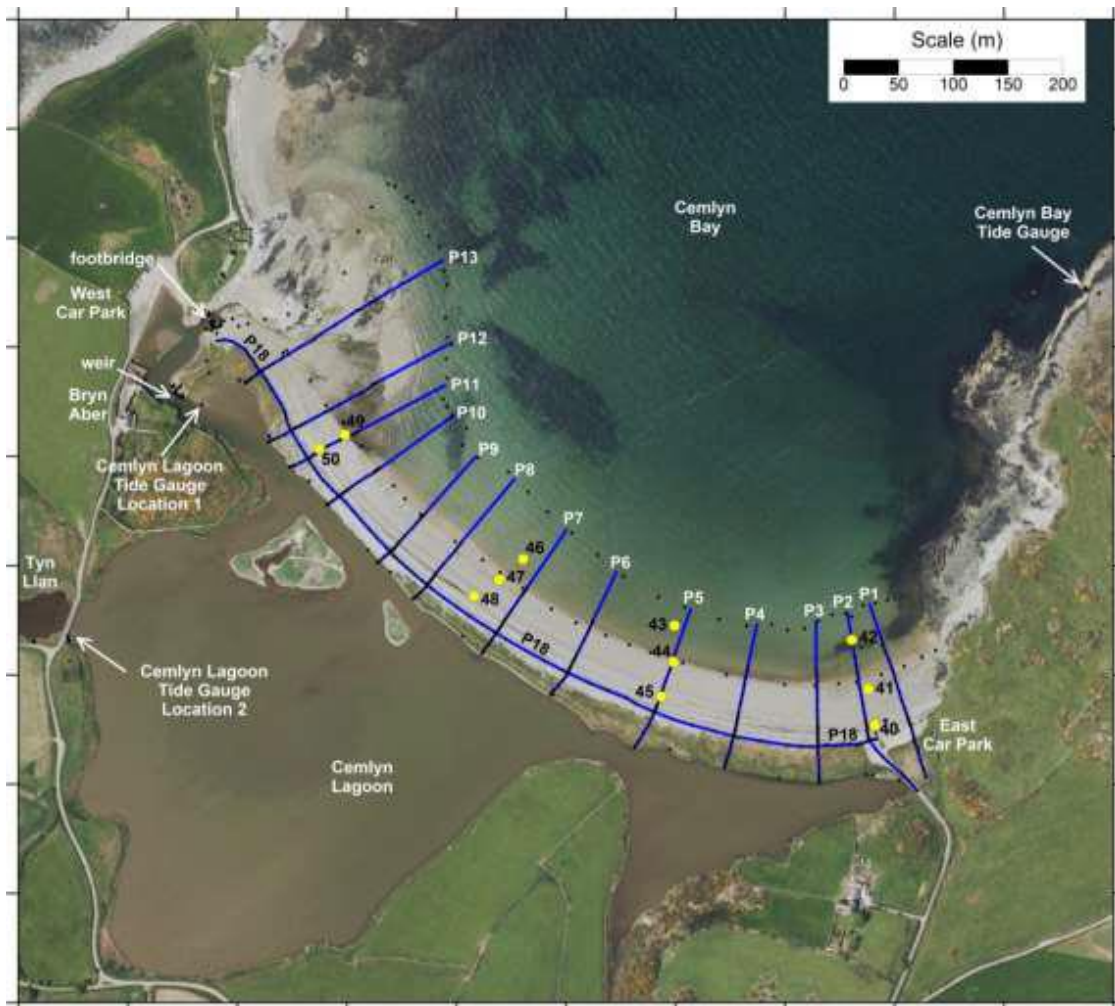 Scale (m)
0 50 100 150 200
Cemlyn
Bay
Cemlyn Bay
Tide Gauge
footbridge
West
Car Park
P13
P18
P12
weir
Bryn
Aber
P11
P10
49
50
P9
Cemlyn Lagoon
Tide Gauge
Location 1
P8
P7
46
Tyn
Llan
47
48
P6
P5
P4
P3
P2
P1
43
42
P18
44
Cemlyn Lagoon
Tide Gauge
Location 2
45
41
40
P18
East
Car Park
Cemlyn
Lagoon